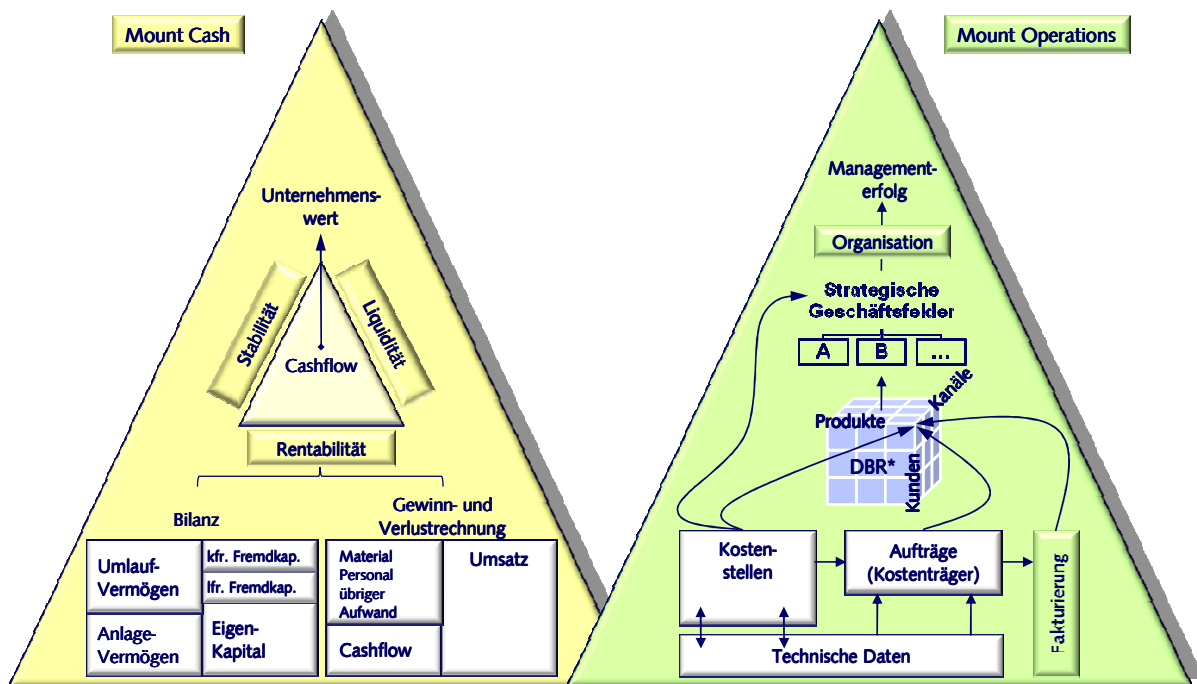 Mount Cash
Unternehmens-
wert
Stabilität
Liquidität
Cashflow
Rentabilität
Bilanz
Gewinn- und
Verlustrechnung
Umlauf-
Vermögen
kfr. Fremdkap.
lfr. Fremdkap.
Anlage-
Vermögen
Eigen-
Kapital
Material
Personal
übriger
Aufwand
Umsatz
Cashflow
Mount Operations
Management-
erfolg
Organisation
Strategische
Geschäftsfelder
A
B
...
Produkte
Kanäle
DBR*
Kunden
Kosten-
stellen
Aufträge
(Kostenträger)
Fakturierung
Technische Daten